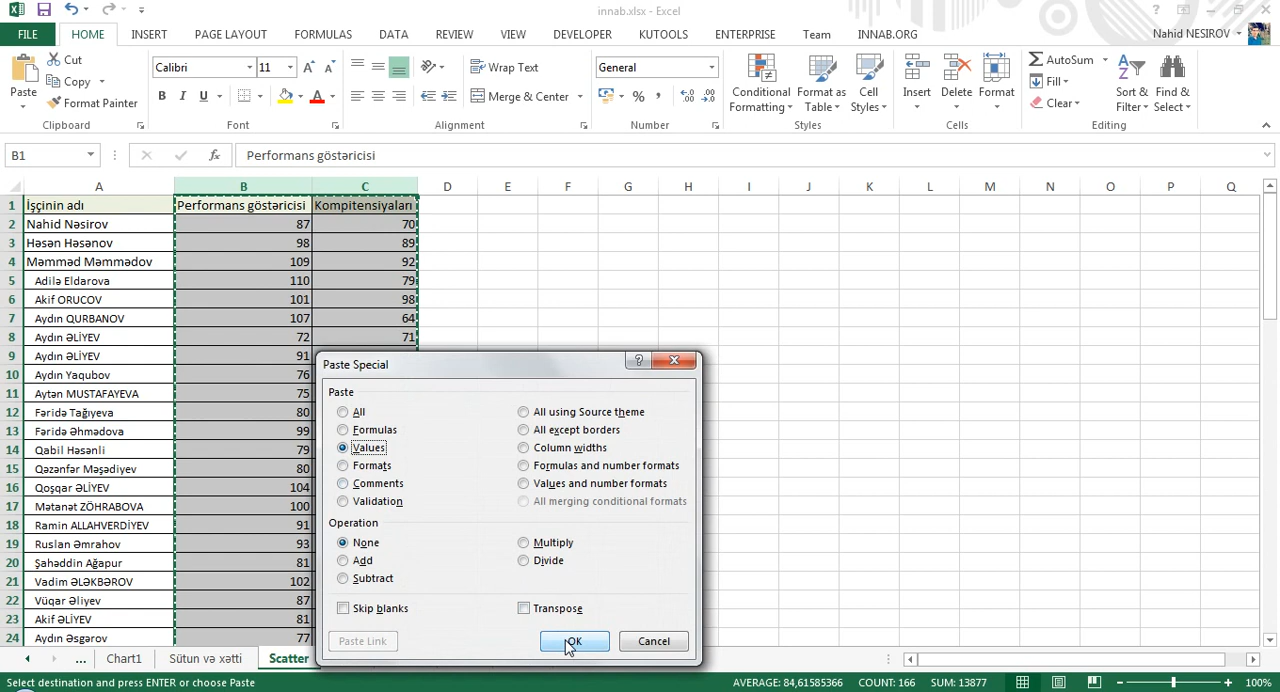 innab.xlsx - Excel
FILE HOME INSERT PAGE LAYOUT FORMULAS DATA REVIEW VIEW DEVELOPER KUTOOLS ENTERPRISE Team INNAB.ORG Nahid NESIROV
Paste
Cut
Copy
Format Painter
Clipboard
Calibri 11
B I U
Font
Wrap Text
Merge & Center
Alignment
General
%
Number
Conditional Formatting
Format as Table
Cell Styles
Styles
Insert Delete Format
Cells
AutoSum
Fill
Clear
Sort & Filter
Find & Select
Editing
B1 fx Performans göstəricisi
A B C D E F G H I J K L M N O P Q
1 İşçinin adı Performans göstəricisi Kompitensiyaları
2 Nahid Nəsirov 87 70
3 Həsən Həsənov 98 89
4 Məmməd Məmmədov 109 92
5 Adilə Eldarova 110 79
6 Akif ORUCOV 101 98
7 Aydın QURBANOV 107 64
8 Aydın ƏLİYEV 72 71
9 Aydın ƏLİYEV 91
10 Aydın Yaqubov 76
11 Aytən MUSTAFAYEVA 75
12 Fəridə Tağıyeva 80
13 Fəridə Əhmədova 99
14 Qabil Həsənli 79
15 Qəzənfər Məşədiyev 80
16 Qoşqar ƏLİYEV 104
17 Mətanət ZÖHRABOVA 100
18 Ramin ALLAHVERDİYEV 91
19 Ruslan Əmrahov 93
20 Şahəddin Ağapur 81
21 Vadim ƏLƏKBƏROV 102
22 Vüqar Əliyev 87
23 Akif ƏLİYEV 81
24 Aydın Əsgərov 77
Paste Special
Paste
All All using Source theme
Formulas All except borders
Values Column widths
Formats Formulas and number formats
Comments Values and number formats
Validation All merging conditional formats
Operation
None Multiply
Add Divide
Subtract
Skip blanks Transpose
Paste Link OK Cancel
... Chart1 Sütun və xətti Scatter
Select destination and press ENTER or choose Paste AVERAGE: 84,61585366 COUNT: 166 SUM: 13877 100%